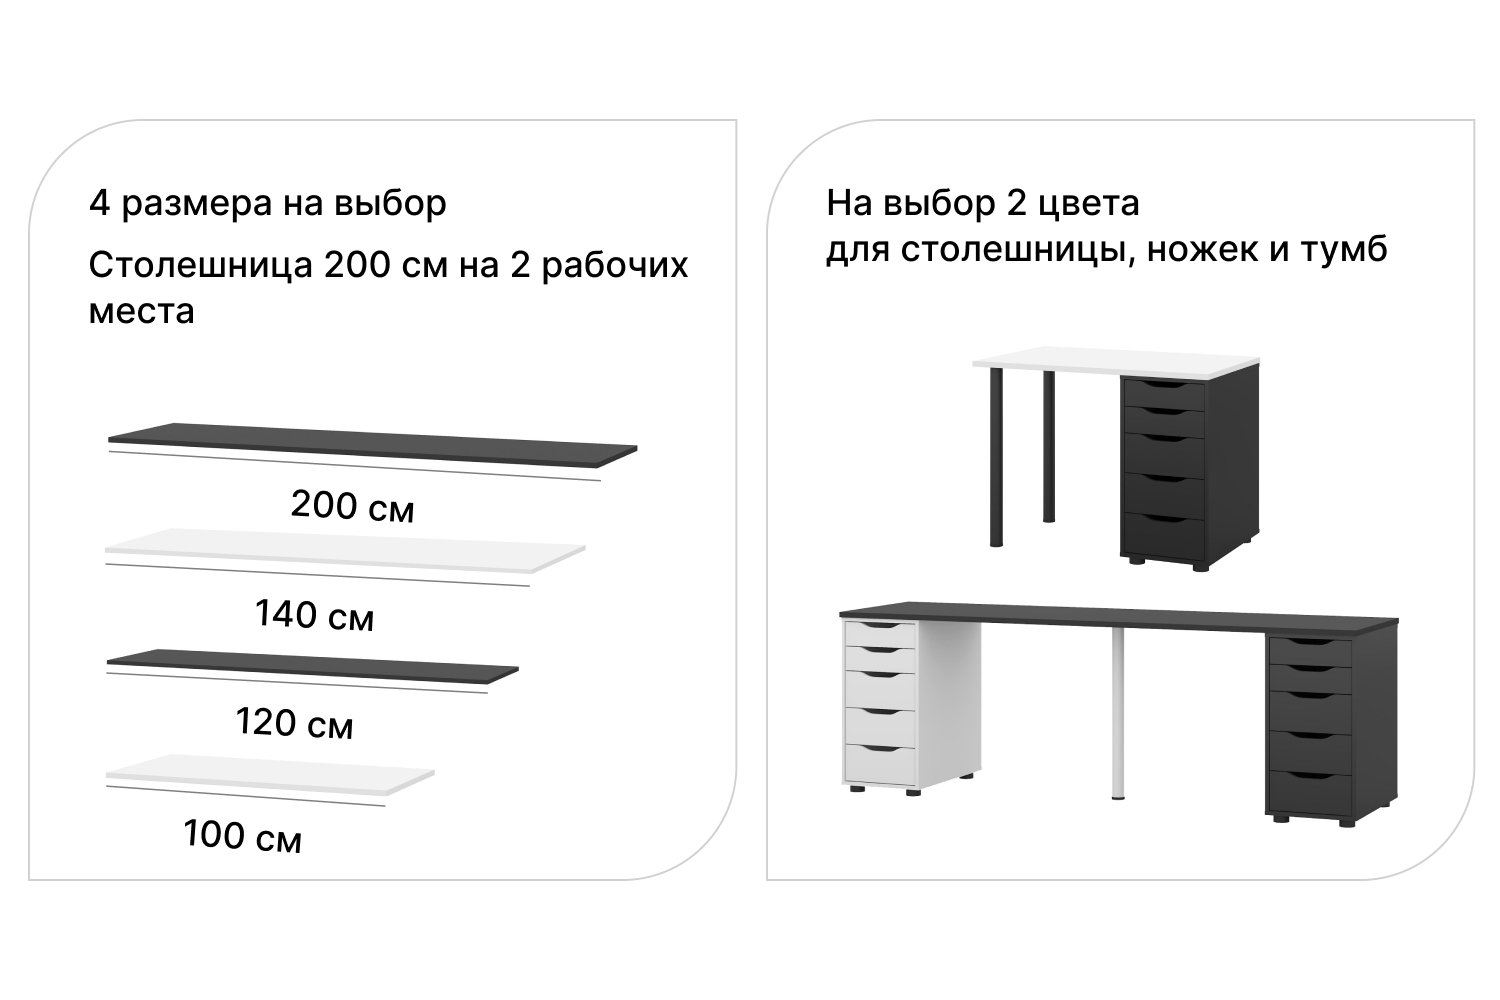 4 размера на выбор
Столешница 200 см на 2 рабочих
места
200 см
140 см
120 см
100 см
На выбор 2 цвета
для столешницы, ножек и тумб